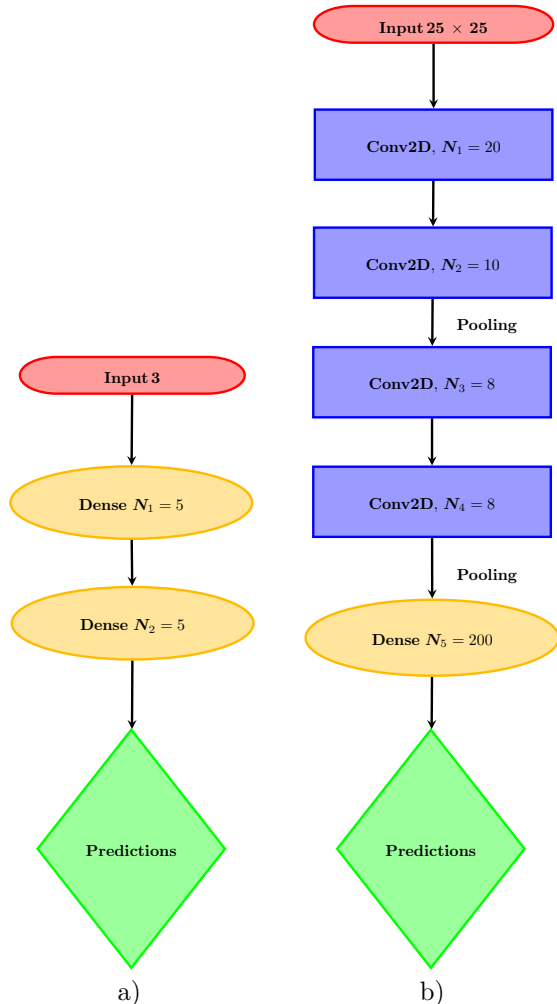 Input 3
Dense N₁ = 5
Dense N₂ = 5
Predictions
a)
Input 25 × 25
Conv2D, N₁ = 20
Conv2D, N₂ = 10
Pooling
Conv2D, N₃ = 8
Conv2D, N₄ = 8
Pooling
Dense N₅ = 200
Predictions
b)